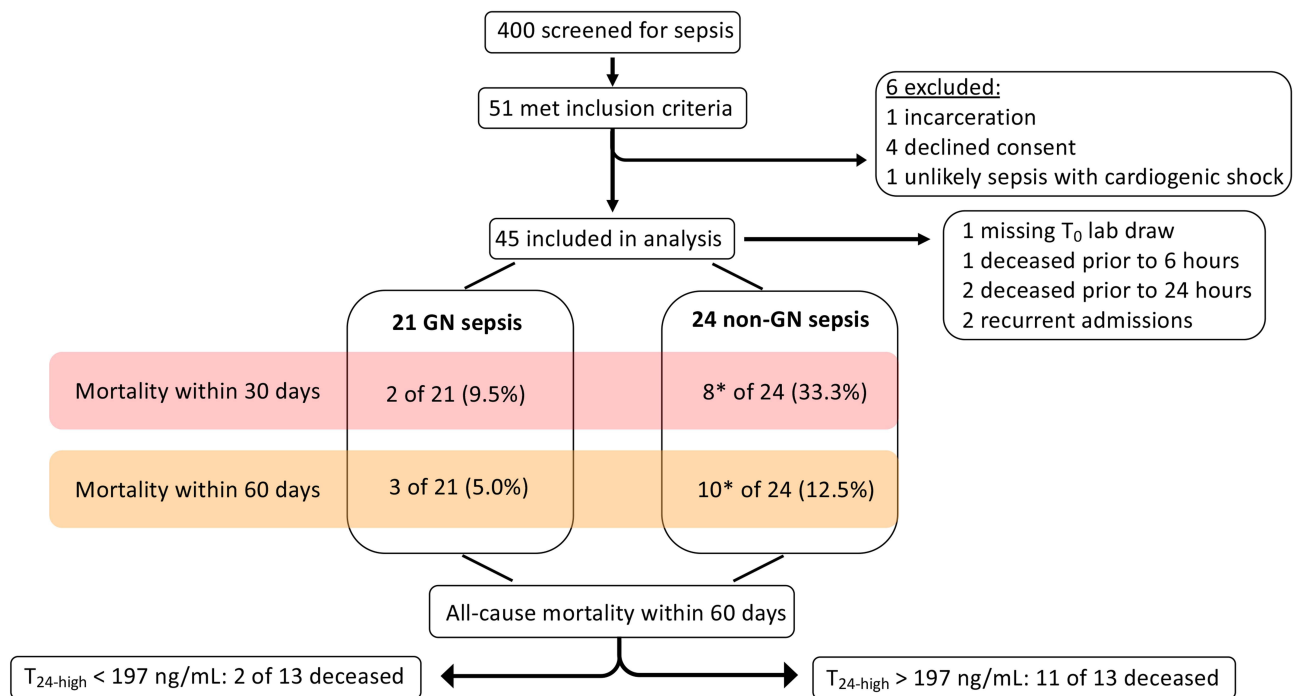 400 screened for sepsis
51 met inclusion criteria
6 excluded:
1 incarceration
4 declined consent
1 unlikely sepsis with cardiogenic shock
45 included in analysis
1 missing T0 lab draw
1 deceased prior to 6 hours
2 deceased prior to 24 hours
2 recurrent admissions
21 GN sepsis
24 non-GN sepsis
Mortality within 30 days
2 of 21 (9.5%)
8* of 24 (33.3%)
Mortality within 60 days
3 of 21 (5.0%)
10* of 24 (12.5%)
All-cause mortality within 60 days
T24-high < 197 ng/mL: 2 of 13 deceased
T24-high > 197 ng/mL: 11 of 13 deceased